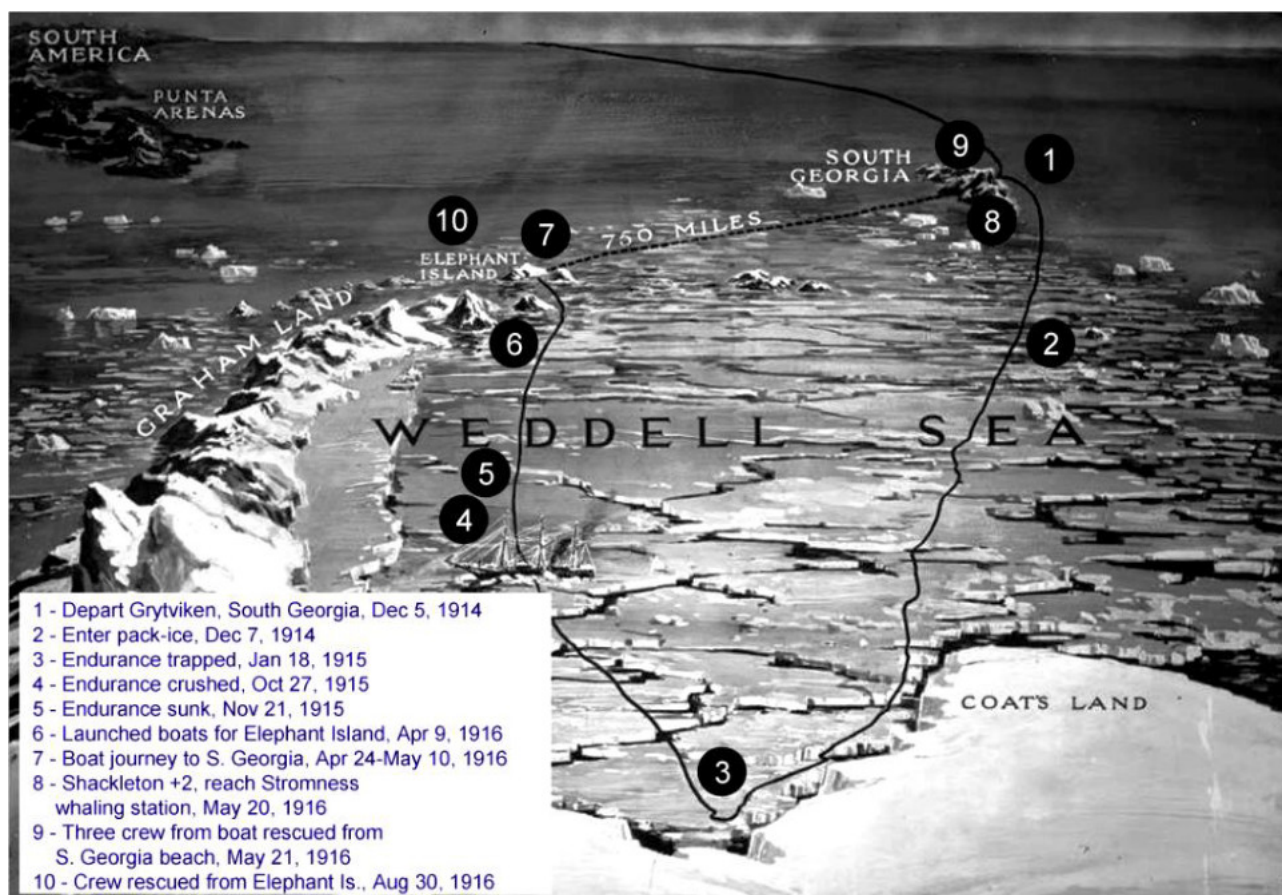 SOUTH
AMERICA
PUNTA
ARENAS
9
1
SOUTH
GEORGIA
8
10
7
750 MILES
ELEPHANT
ISLAND
GRAHAM LAND
6
2
WEDDELL SEA
5
4
COAT'S LAND
3
1 - Depart Grytviken, South Georgia, Dec 5, 1914
2 - Enter pack-ice, Dec 7, 1914
3 - Endurance trapped, Jan 18, 1915
4 - Endurance crushed, Oct 27, 1915
5 - Endurance sunk, Nov 21, 1915
6 - Launched boats for Elephant Island, Apr 9, 1916
7 - Boat journey to S. Georgia, Apr 24-May 10, 1916
8 - Shackleton +2, reach Stromness
whaling station, May 20, 1916
9 - Three crew from boat rescued from
S. Georgia beach, May 21, 1916
10 - Crew rescued from Elephant Is., Aug 30, 1916